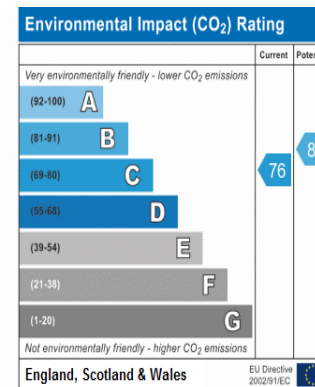 Environmental Impact (CO₂) Rating
Current
Very environmentally friendly - lower CO₂ emissions
(92-100) A
(81-91) B
(69-80) C
76
(55-68) D
(39-54) E
(21-38) F
(1-20) G
Not environmentally friendly - higher CO₂ emissions
England, Scotland & Wales
EU Directive
2002/91/EC